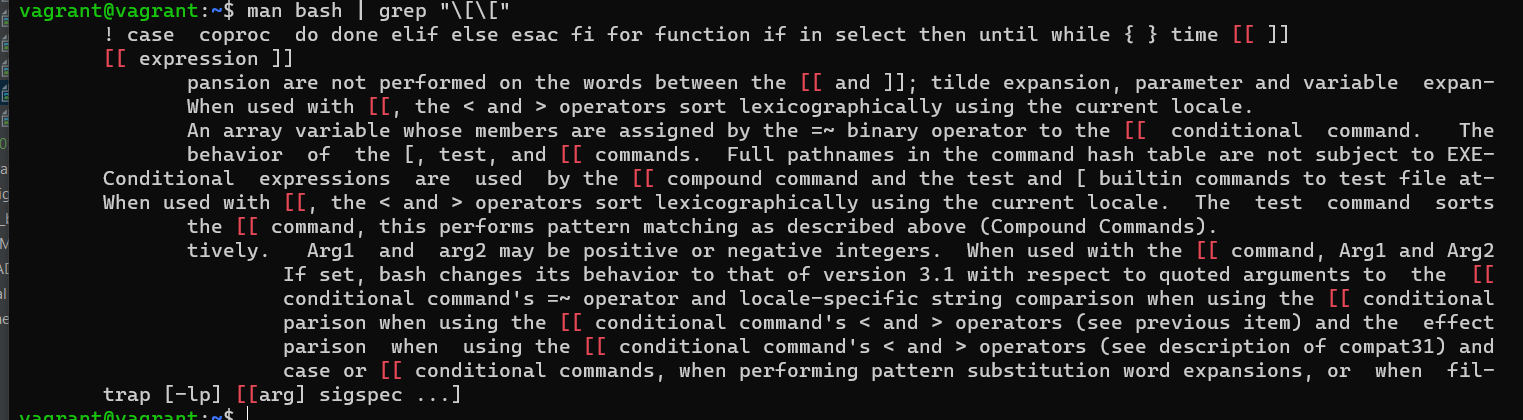 vagrant@vagrant:~$ man bash | grep "\[\["
! case  coproc  do done elif else esac fi for function if in select then until while { } time [[ ]]
[[ expression ]]
pansion are not performed on the words between the [[ and ]]; tilde expansion, parameter and variable  expan-
When used with [[, the < and > operators sort lexicographically using the current locale.
An array variable whose members are assigned by the =~ binary operator to the [[  conditional  command.   The
behavior  of  the [, test, and [[ commands.  Full pathnames in the command hash table are not subject to EXE-
Conditional  expressions  are  used  by the [[ compound command and the test and [ builtin commands to test file at-
When used with [[, the < and > operators sort lexicographically using the current locale.  The  test  command  sorts
the [[ command, this performs pattern matching as described above (Compound Commands).
tively.   Arg1  and  arg2 may be positive or negative integers.  When used with the [[ command, Arg1 and Arg2
If set, bash changes its behavior to that of version 3.1 with respect to quoted arguments to  the  [[
conditional command's =~ operator and locale-specific string comparison when using the [[ conditional
parison when using the [[ conditional command's < and > operators (see previous item) and the  effect
parison  when  using the [[ conditional command's < and > operators (see description of compat31) and
case or [[ conditional commands, when performing pattern substitution word expansions, or  when  fil-
trap [-lp] [[arg] sigspec ...]
vagrant@vagrant:~$